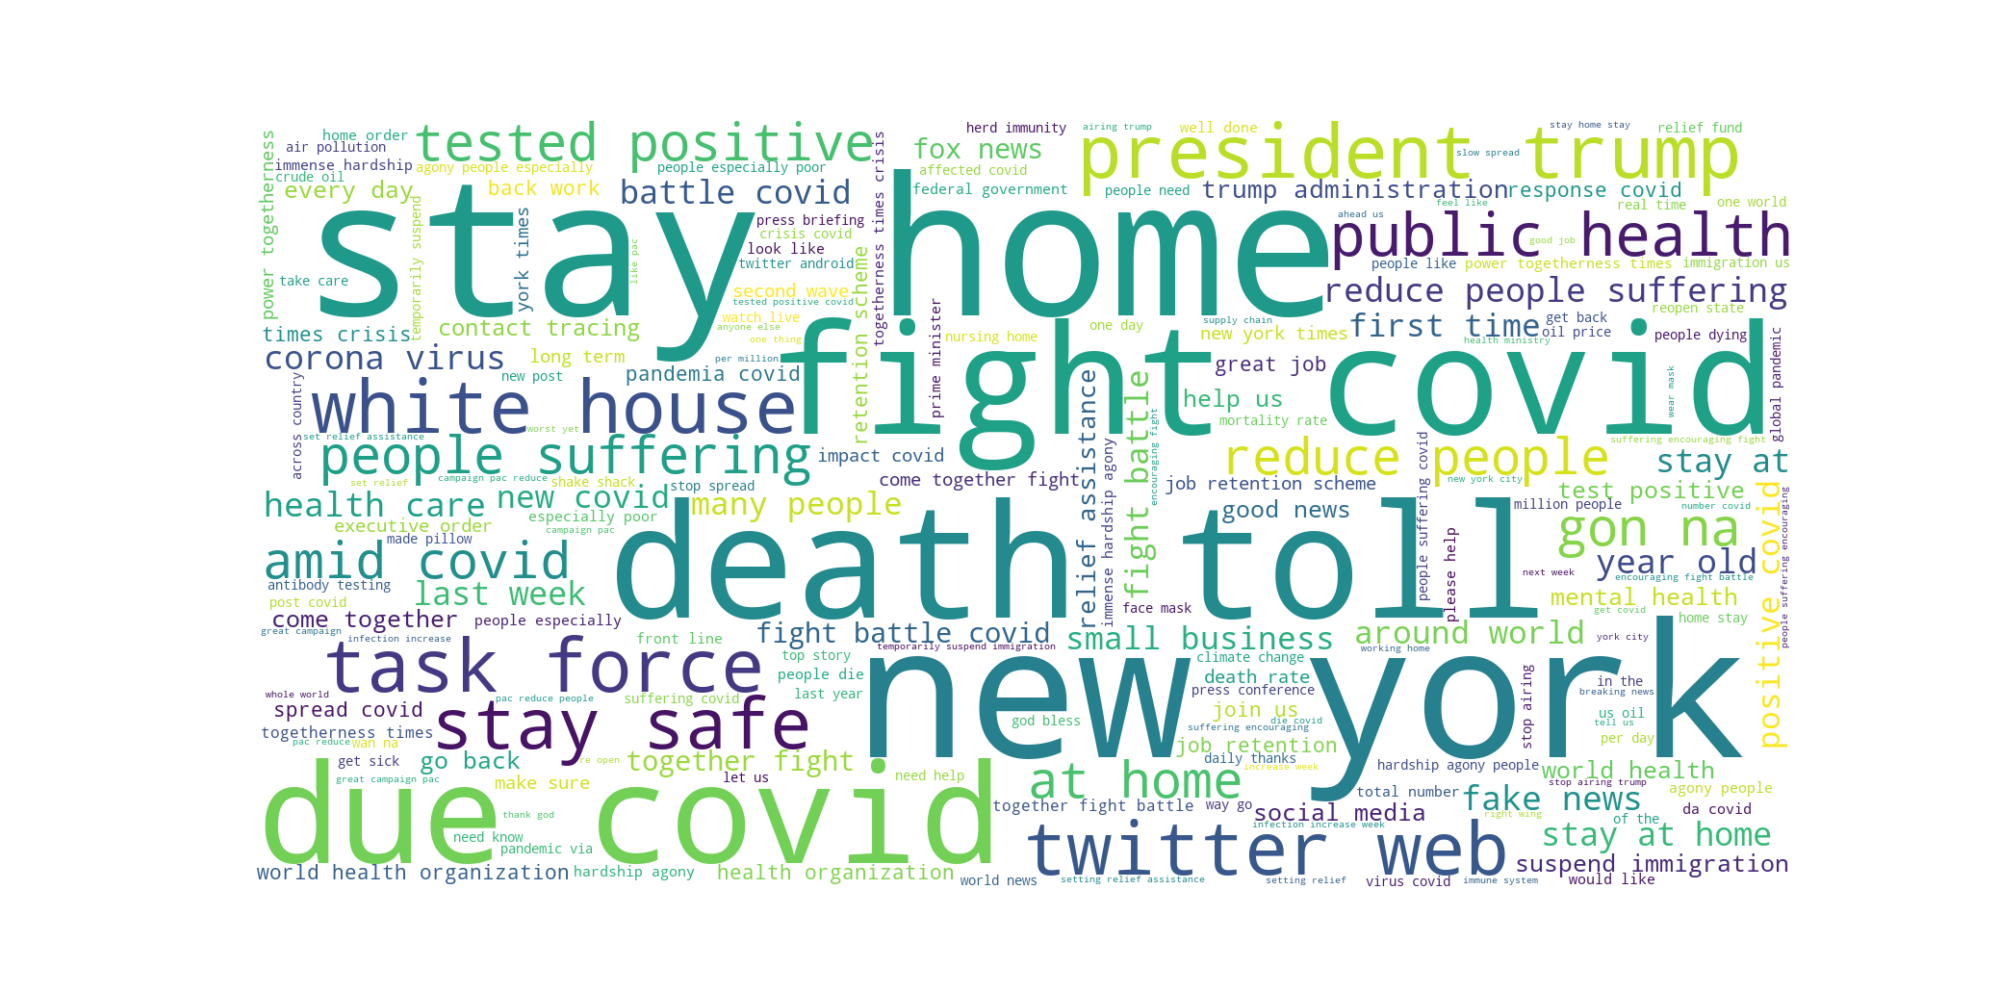 home order
tested positive
herd immunity
airing trump
well done
stay home stay
relief fund
air pollution
immense hardship
agony people especially
people especially poor
fox news
president trump
slow spread
crude oil
every day
back work
battle covid
affected covid
federal government
people need
trump administration
response covid
power togetherness
temporarily suspend
york times
like pac
togetherness times crisis
stay home
press briefing
crisis covid
look like
twitter android
feel like
real time
one world
ahead us
public health
good job
take care
second wave
tested positive covid
watch live
anyone else
one thing
retention scheme
people like
power togetherness times
immigration us
reduce people suffering
times crisis
contact tracing
long term
prime minister
nursing home
one day
supply chain
new york times
first time
get back
oil price
reopen state
people dying
health ministry
corona virus
new post
per million
pandemia covid
fight covid
great job
help us
mortality rate
wear mask
global pandemic
across country
white house
set relief assistance
worst yet
people suffering
impact covid
come together fight
relief assistance
immense hardship agony
fight battle
encouraging fight
reduce people
suffering encouraging fight
stay at
set relief
campaign pac reduce
shake shack
stop spread
job retention scheme
people suffering covid
new york city
test positive
million people
number covid
health care
new covid
many people
good news
executive order
especially poor
campaign pac
made pillow
death toll
please help
gon na
positive covid
people suffering encouraging
amid covid
antibody testing
last week
post covid
face mask
year old
next week
encouraging fight battle
mental health
get covid
home stay
come together
people especially
great campaign
infection increase
front line
fight battle covid
small business
around world
york city
working home
temporarily suspend immigration
task force
top story
people die
last year
climate change
death rate
press conference
in the
breaking news
whole world
pac reduce people
suffering covid
spread covid
stay safe
god bless
new york
join us
die covid
suffering encouraging
stop airing
us oil
tell us
per day
togetherness times
pac reduce
wan na
get sick
go back
re open
together fight
job retention
daily thanks
increase week
hardship agony people
world health
great campaign pac
make sure
let us
need help
at home
total number
stop airing trump
agony people
due covid
thank god
need know
pandemic via
together fight battle
way go
social media
fake news
right wing
da covid
of the
infection increase week
twitter web
stay at home
world health organization
hardship agony
health organization
suspend immigration
world news
setting relief assistance
setting relief
virus covid
immune system
would like